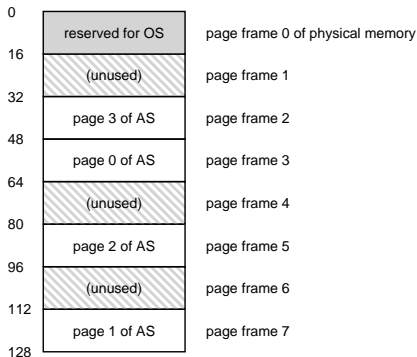 0
reserved for OS page frame 0 of physical memory
16
(unused) page frame 1
32
page 3 of AS page frame 2
48
page 0 of AS page frame 3
64
(unused) page frame 4
80
page 2 of AS page frame 5
96
(unused) page frame 6
112
page 1 of AS page frame 7
128